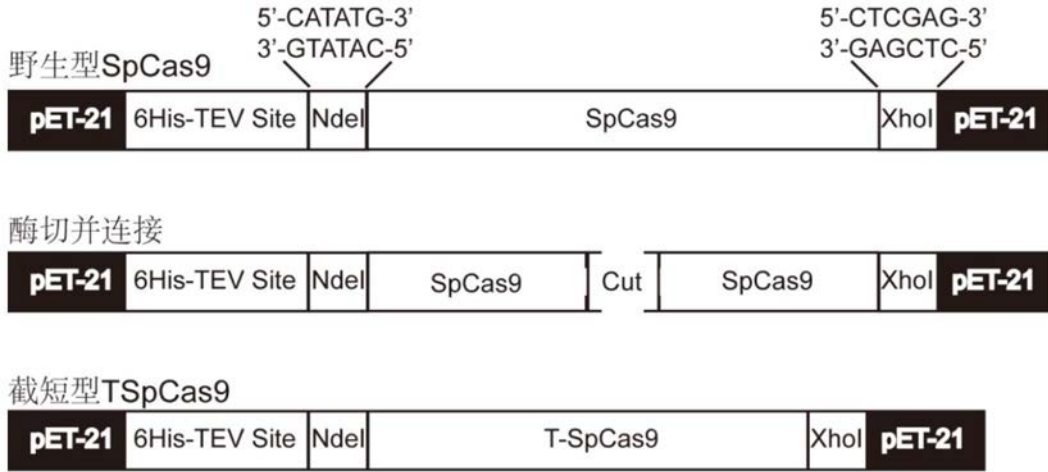 5’-CATATG-3’
5’-CTCGAG-3’
3’-GTATAC-5’
3’-GAGCTC-5’
野生型SpCas9
pET-21 6His-TEV Site NdeI SpCas9 XhoI pET-21
酶切并连接
pET-21 6His-TEV Site NdeI SpCas9 Cut SpCas9 XhoI pET-21
截短型TSpCas9
pET-21 6His-TEV Site NdeI T-SpCas9 XhoI pET-21